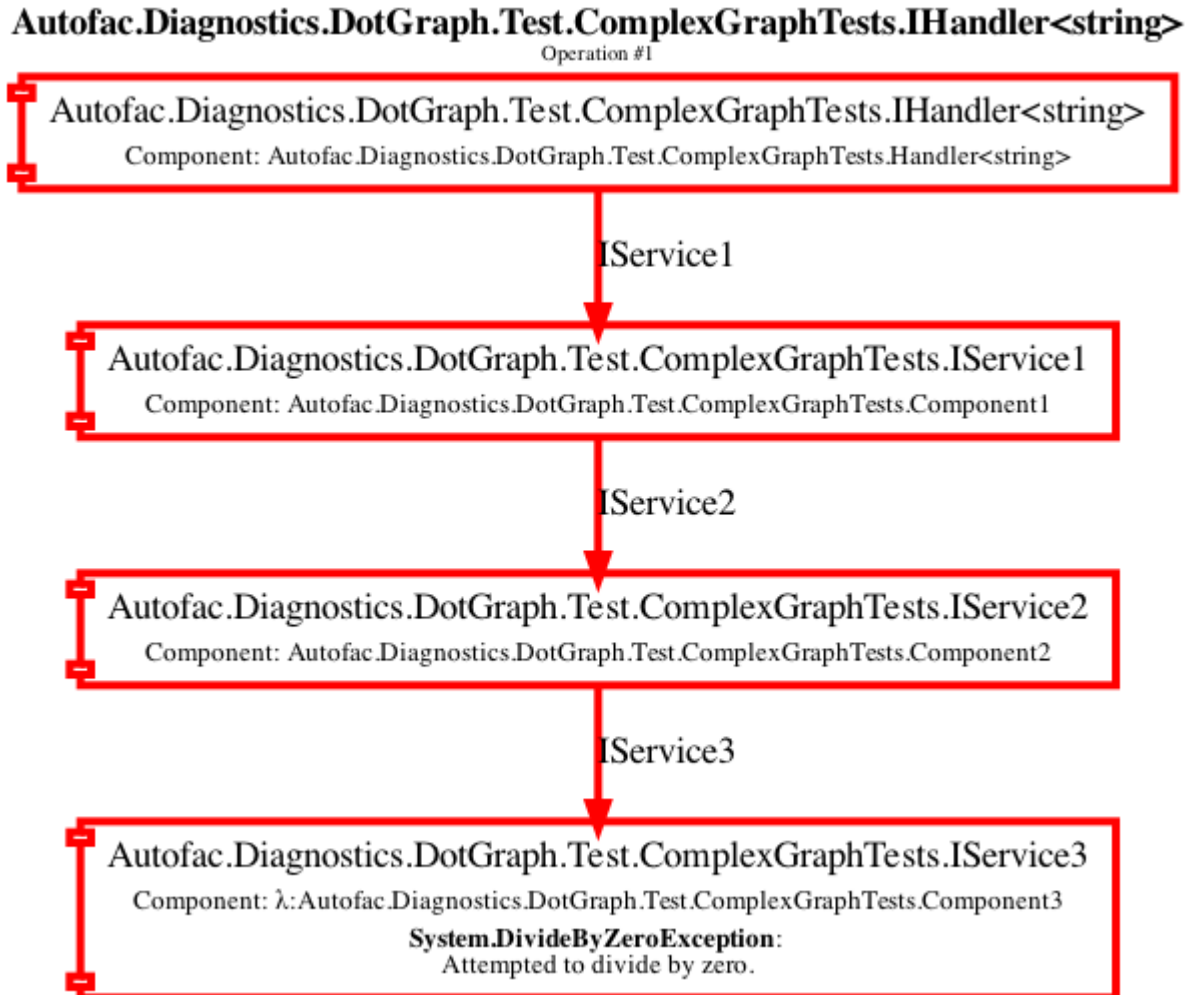 Autofac.Diagnostics.DotGraph.Test.ComplexGraphTests.IHandler<string>
Operation #1
Autofac.Diagnostics.DotGraph.Test.ComplexGraphTests.IHandler<string>
Component: Autofac.Diagnostics.DotGraph.Test.ComplexGraphTests.Handler<string>
IService1
Autofac.Diagnostics.DotGraph.Test.ComplexGraphTests.IService1
Component: Autofac.Diagnostics.DotGraph.Test.ComplexGraphTests.Component1
IService2
Autofac.Diagnostics.DotGraph.Test.ComplexGraphTests.IService2
Component: Autofac.Diagnostics.DotGraph.Test.ComplexGraphTests.Component2
IService3
Autofac.Diagnostics.DotGraph.Test.ComplexGraphTests.IService3
Component: λ:Autofac.Diagnostics.DotGraph.Test.ComplexGraphTests.Component3
System.DivideByZeroException:
Attempted to divide by zero.